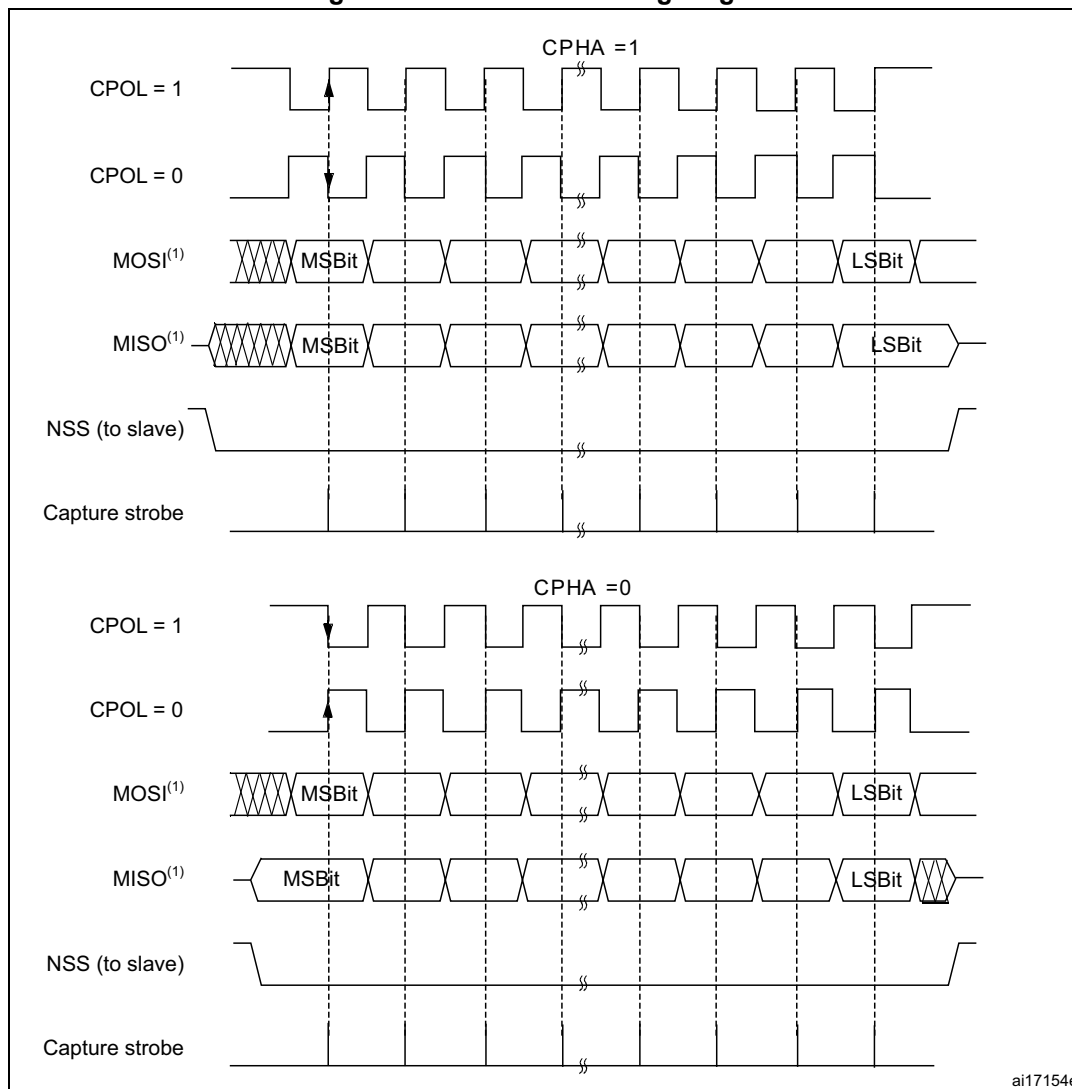 CPHA =1
CPOL = 1
CPOL = 0
MOSI(1)
MSBit
LSBit
MISO(1)
MSBit
LSBit
NSS (to slave)
Capture strobe
CPHA =0
CPOL = 1
CPOL = 0
MOSI(1)
MSBit
LSBit
MISO(1)
MSBit
LSBit
NSS (to slave)
Capture strobe